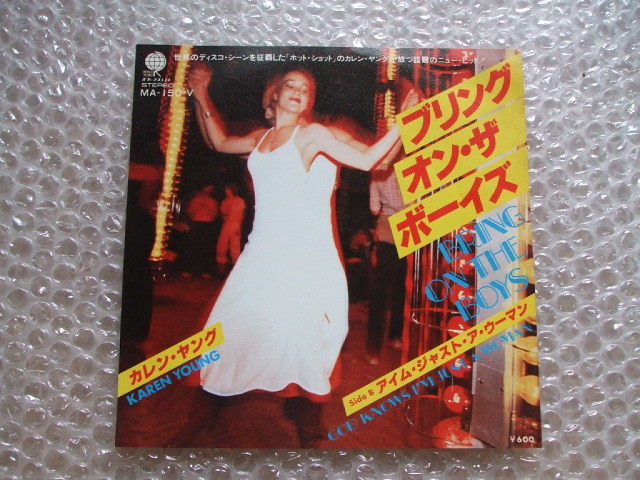 世界のディスコ・シーンを征覇した「ホット・ショット」のカレン・ヤングが放つ話題のニュー・ヒット!
STEREO
MA-150-V
ブリング
オン・ザ
ボーイズ
BRING
ON THE
BOYS
カレン・ヤング
KAREN YOUNG
Side B アイム・ジャスト・ア・ウーマン
GOD KNOWS I'M JUST A WOMAN
¥600